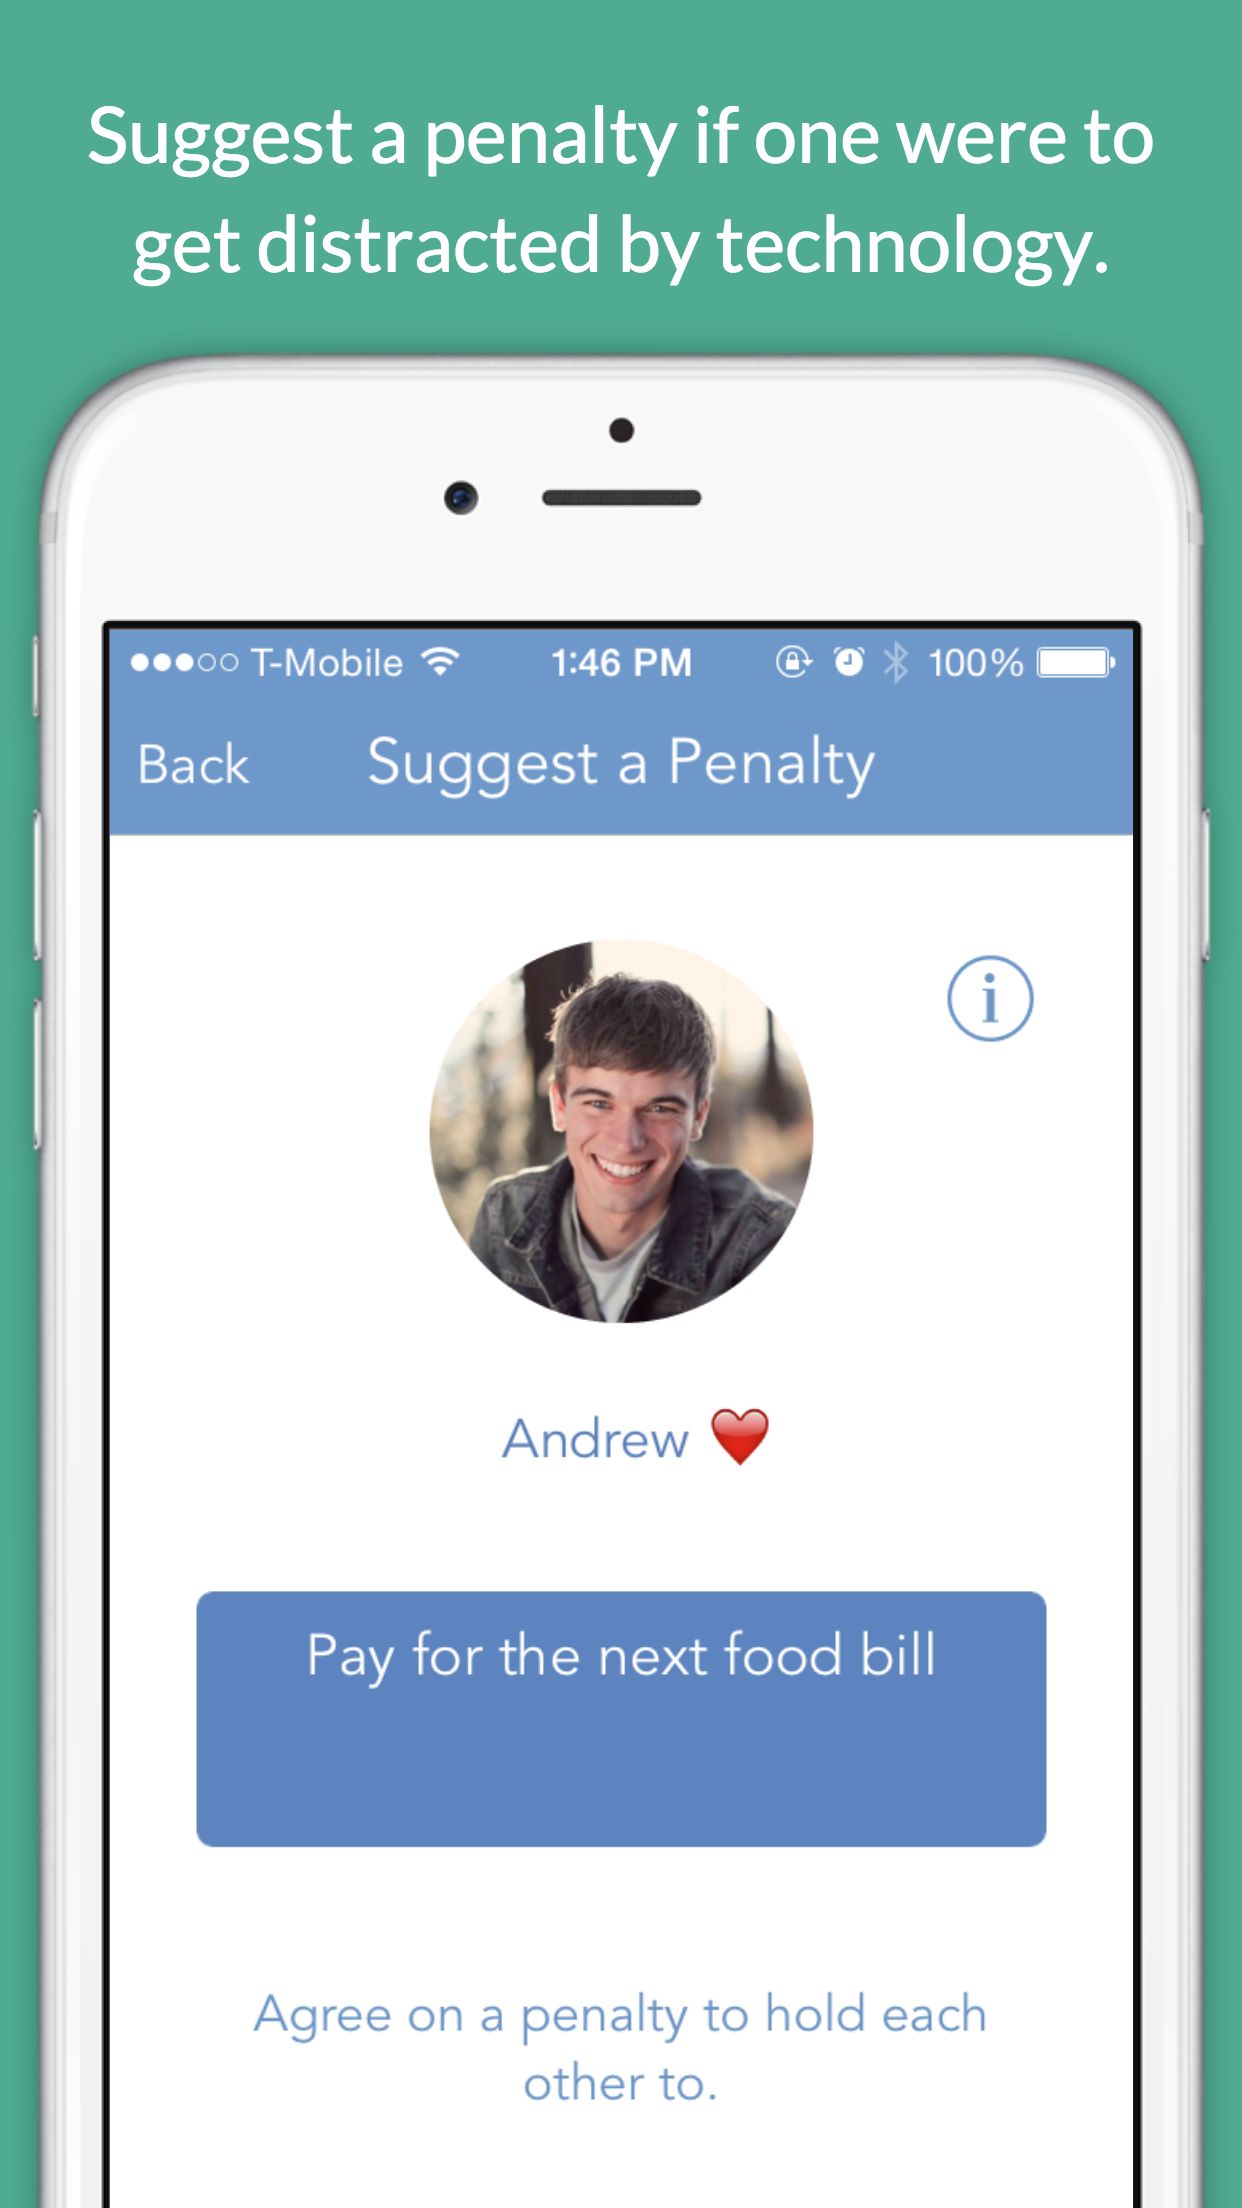 Suggest a penalty if one were to
get distracted by technology.
T-Mobile 1:46 PM 100%
Back Suggest a Penalty
i
Andrew ❤️
Pay for the next food bill
Agree on a penalty to hold each
other to.